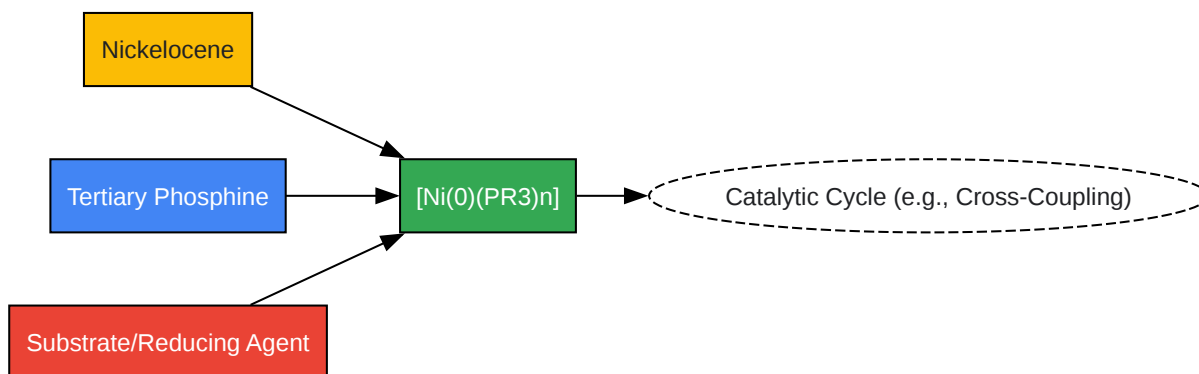 Nickelocene
Tertiary Phosphine
[Ni(0)(PR3)n]
Catalytic Cycle (e.g., Cross-Coupling)
Substrate/Reducing Agent